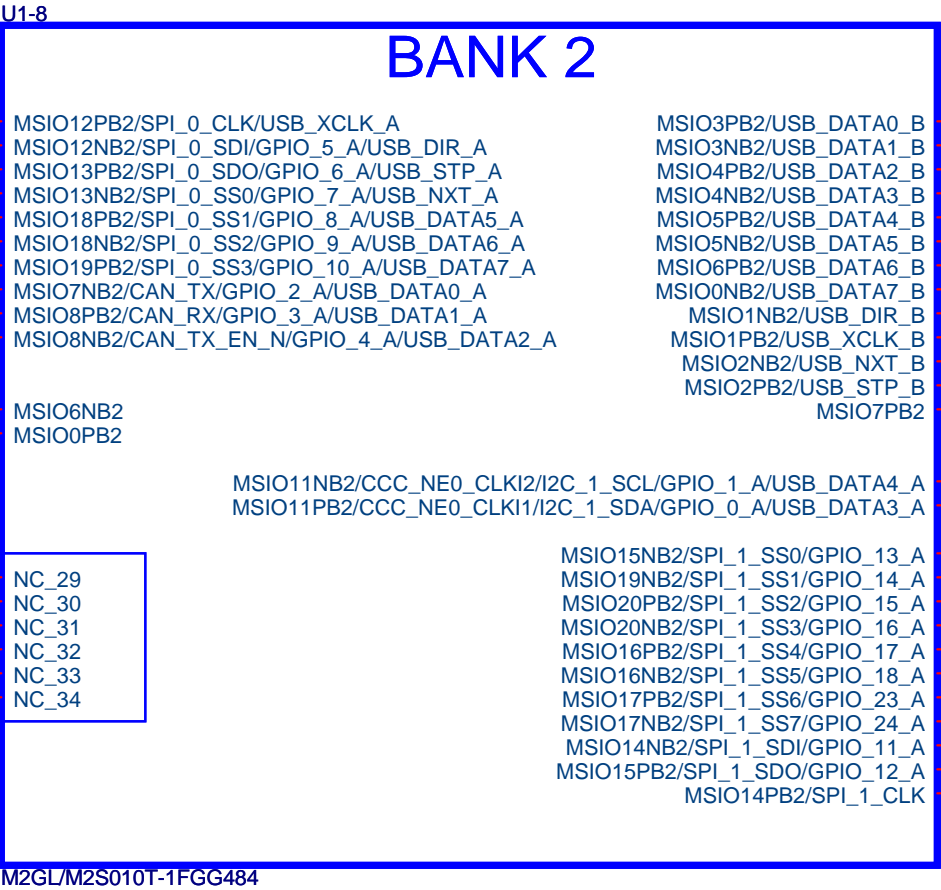 U1-8
BANK 2
MSIO12PB2/SPI_0_CLK/USB_XCLK_A
MSIO12NB2/SPI_0_SDI/GPIO_5_A/USB_DIR_A
MSIO13PB2/SPI_0_SDO/GPIO_6_A/USB_STP_A
MSIO13NB2/SPI_0_SS0/GPIO_7_A/USB_NXT_A
MSIO18PB2/SPI_0_SS1/GPIO_8_A/USB_DATA5_A
MSIO18NB2/SPI_0_SS2/GPIO_9_A/USB_DATA6_A
MSIO19PB2/SPI_0_SS3/GPIO_10_A/USB_DATA7_A
MSIO7NB2/CAN_TX/GPIO_2_A/USB_DATA0_A
MSIO8PB2/CAN_RX/GPIO_3_A/USB_DATA1_A
MSIO8NB2/CAN_TX_EN_N/GPIO_4_A/USB_DATA2_A
MSIO6NB2
MSIO0PB2
MSIO3PB2/USB_DATA0_B
MSIO3NB2/USB_DATA1_B
MSIO4PB2/USB_DATA2_B
MSIO4NB2/USB_DATA3_B
MSIO5PB2/USB_DATA4_B
MSIO5NB2/USB_DATA5_B
MSIO6PB2/USB_DATA6_B
MSIO0NB2/USB_DATA7_B
MSIO1NB2/USB_DIR_B
MSIO1PB2/USB_XCLK_B
MSIO2NB2/USB_NXT_B
MSIO2PB2/USB_STP_B
MSIO7PB2
MSIO11NB2/CCC_NE0_CLKI2/I2C_1_SCL/GPIO_1_A/USB_DATA4_A
MSIO11PB2/CCC_NE0_CLKI1/I2C_1_SDA/GPIO_0_A/USB_DATA3_A
NC_29
NC_30
NC_31
NC_32
NC_33
NC_34
MSIO15NB2/SPI_1_SS0/GPIO_13_A
MSIO19NB2/SPI_1_SS1/GPIO_14_A
MSIO20PB2/SPI_1_SS2/GPIO_15_A
MSIO20NB2/SPI_1_SS3/GPIO_16_A
MSIO16PB2/SPI_1_SS4/GPIO_17_A
MSIO16NB2/SPI_1_SS5/GPIO_18_A
MSIO17PB2/SPI_1_SS6/GPIO_23_A
MSIO17NB2/SPI_1_SS7/GPIO_24_A
MSIO14NB2/SPI_1_SDI/GPIO_11_A
MSIO15PB2/SPI_1_SDO/GPIO_12_A
MSIO14PB2/SPI_1_CLK
M2GL/M2S010T-1FGG484